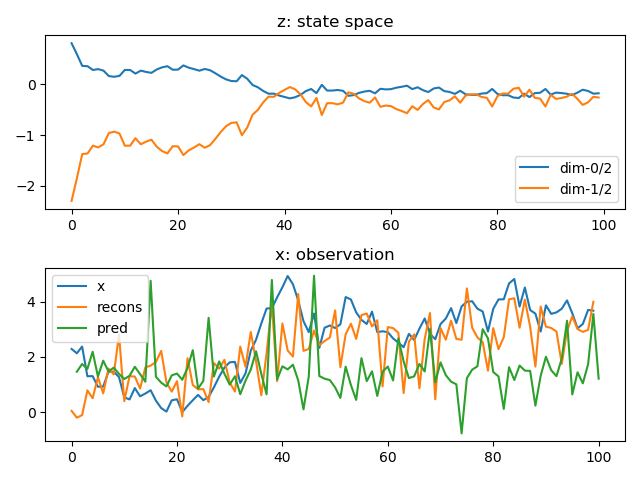 z: state space
0
−1
−2
dim-0/2
dim-1/2
0 20 40 60 80 100
x: observation
4
2
0
x
recons
pred
0 20 40 60 80 100